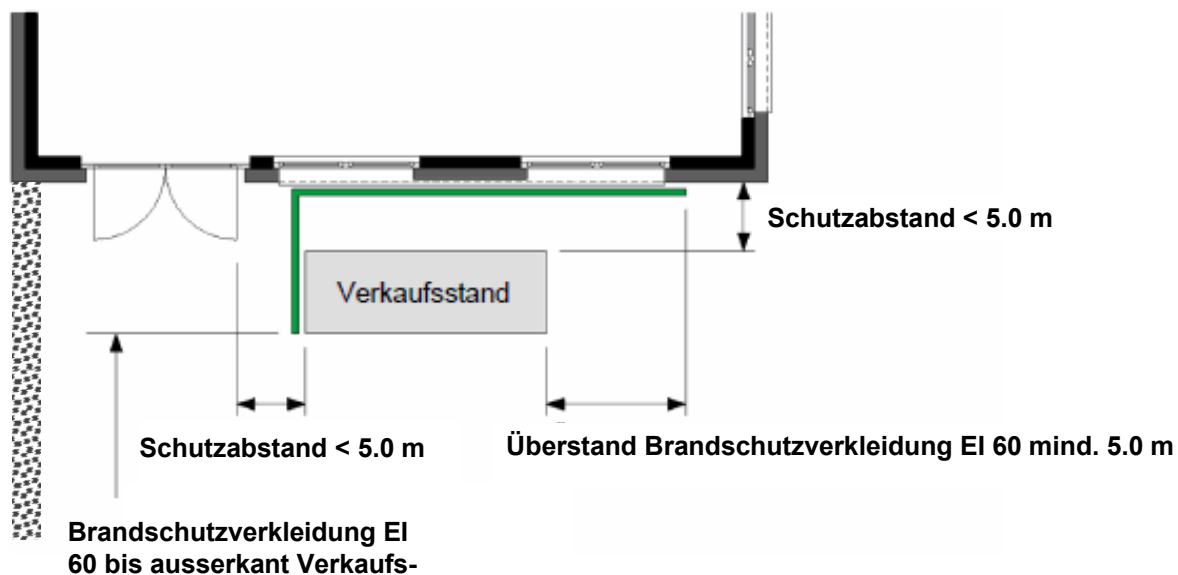 Schutzabstand < 5.0 m
Verkaufsstand
Schutzabstand < 5.0 m
Überstand Brandschutzverkleidung EI 60 mind. 5.0 m
Brandschutzverkleidung EI
60 bis ausserkant Verkaufs-